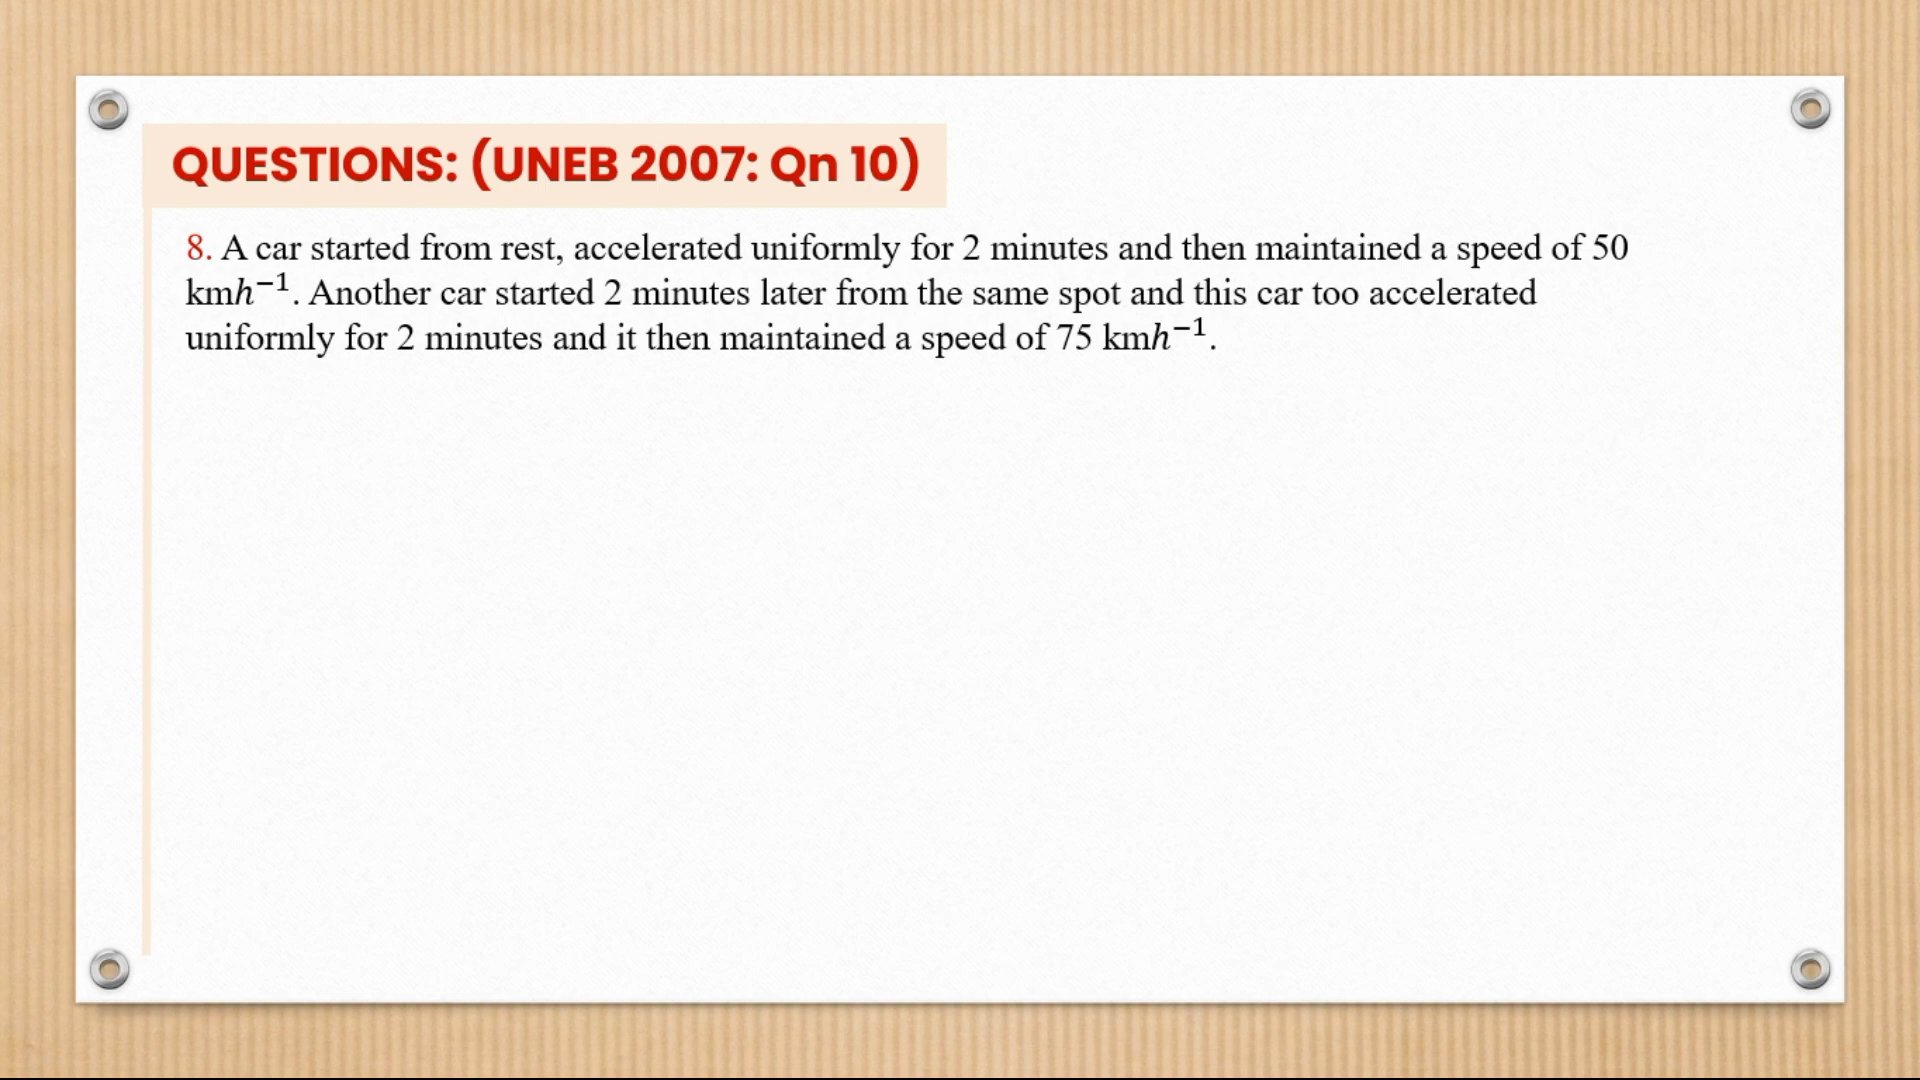 QUESTIONS: (UNEB 2007: Qn 10)
8. A car started from rest, accelerated uniformly for 2 minutes and then maintained a speed of 50
km𝘩⁻¹. Another car started 2 minutes later from the same spot and this car too accelerated
uniformly for 2 minutes and it then maintained a speed of 75 km𝘩⁻¹.